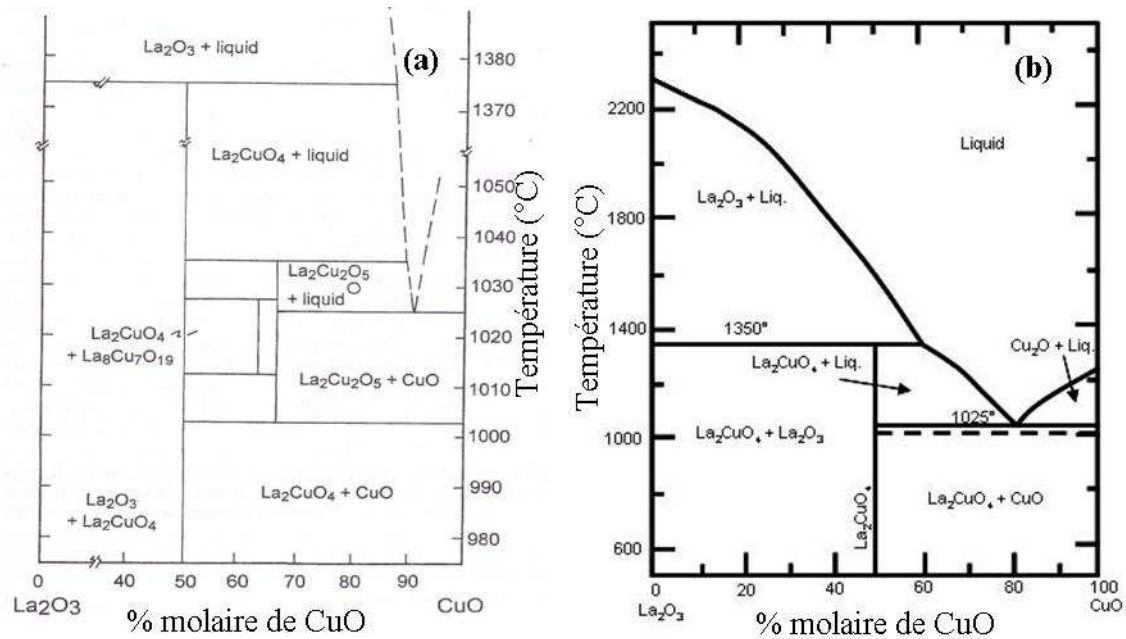 (a)
La₂O₃ + liquid
1380
1370
La₂CuO₄ + liquid
1050
1040
1030
1020
1010
1000
990
980
Température (°C)
La₂Cu₂O₅
+ liquid
La₂CuO₄
+ La₈Cu₇O₁₉
La₂Cu₂O₅ + CuO
La₂CuO₄ + CuO
La₂O₃
+ La₂CuO₄
0 40 50 60 70 80 90
La₂O₃ CuO
% molaire de CuO
(b)
2200
1800
1400
1000
600
Température (°C)
Liquid
La₂O₃ + Liq.
1350°
Cu₂O + Liq.
La₂CuO₄ + Liq.
1025°
La₂CuO₄ + La₂O₃
La₂CuO₄
La₂CuO₄ + CuO
0 20 40 60 80 100
La₂O₃ CuO
% molaire de CuO